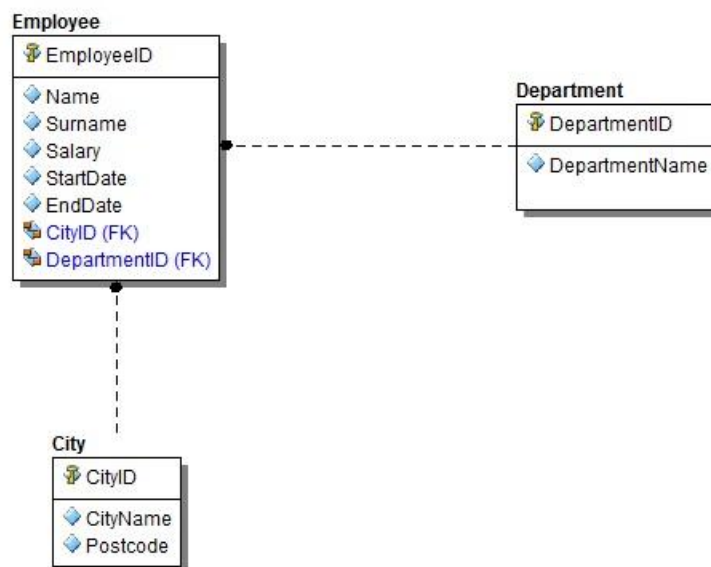 Employee
EmployeeID
Name
Surname
Salary
StartDate
EndDate
CityID (FK)
DepartmentID (FK)
Department
DepartmentID
DepartmentName
City
CityID
CityName
Postcode